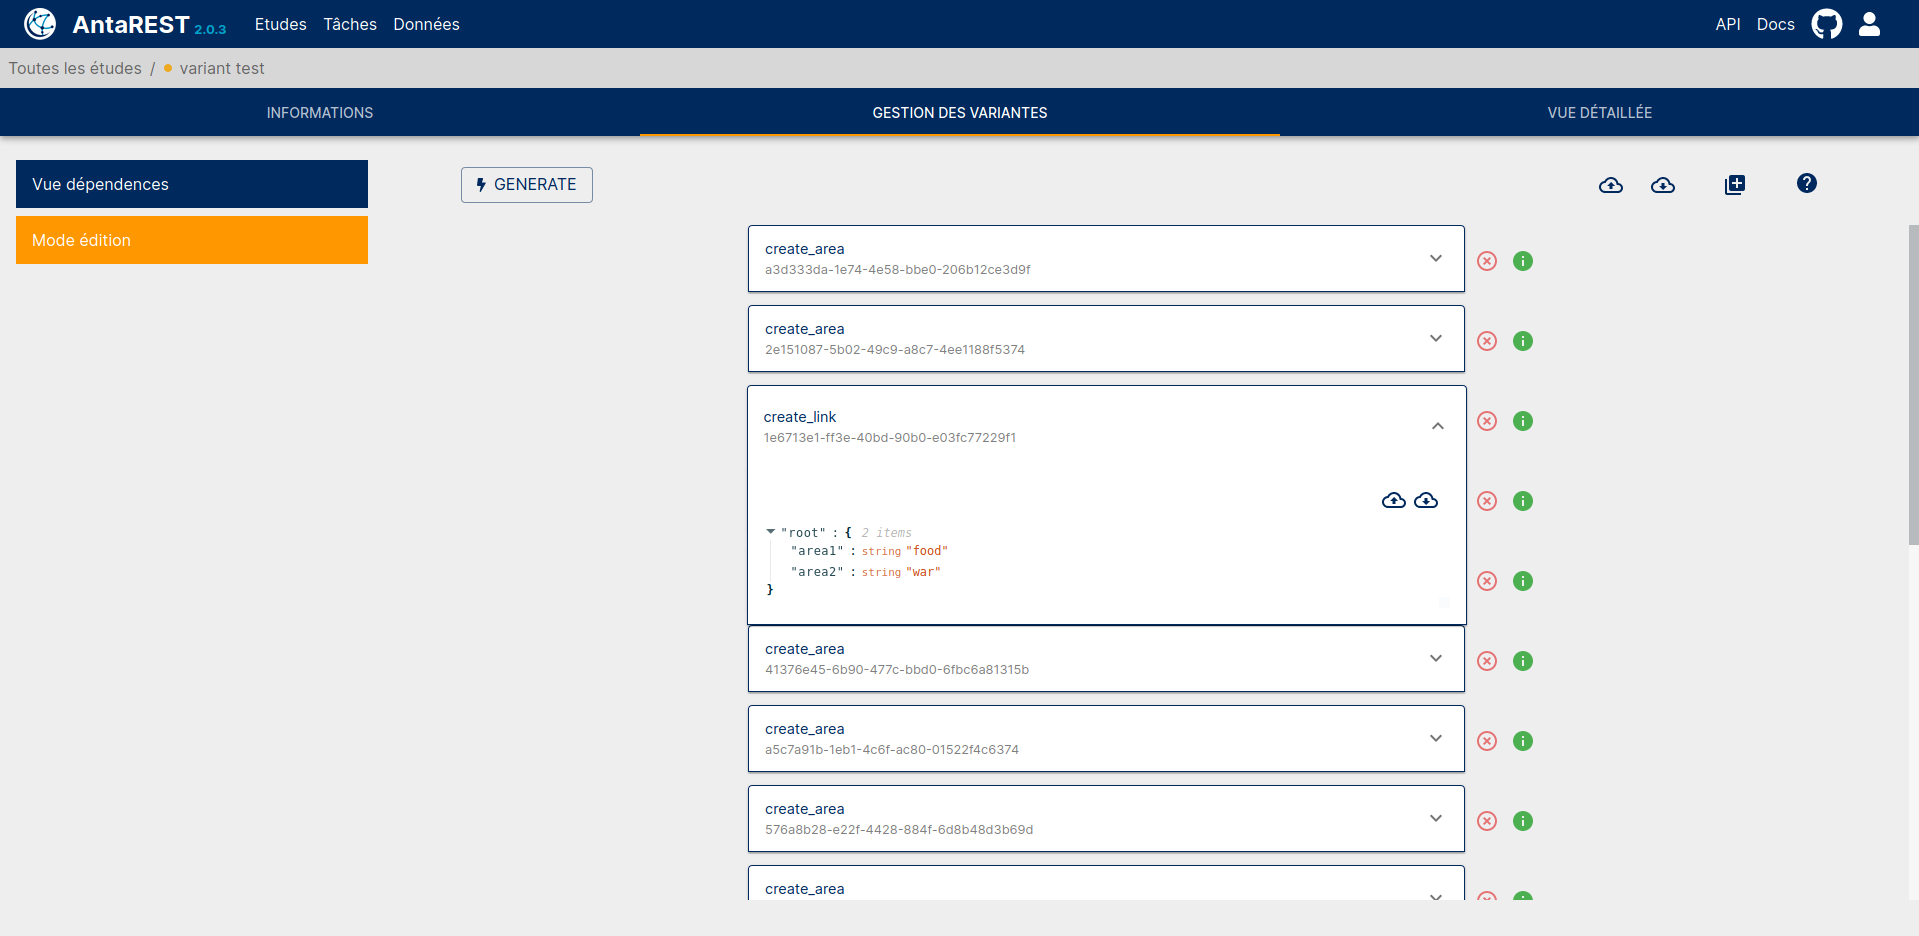 AntaREST 2.0.3 Etudes Tâches Données API Docs
Toutes les études / variant test
INFORMATIONS GESTION DES VARIANTES VUE DÉTAILLÉE
Vue dépendences
Mode édition
GENERATE
create_area
a3d333da-1e74-4e58-bbe0-206b12ce3d9f
create_area
2e151087-5b02-49c9-a8c7-4ee1188f5374
create_link
1e6713e1-ff3e-40bd-90b0-e03fc77229f1
"root" : { 2 items
"area1" : string "food"
"area2" : string "war"
}
create_area
41376e45-6b90-477c-bbd0-6fbc6a81315b
create_area
a5c7a91b-1eb1-4c6f-ac80-01522f4c6374
create_area
576a8b28-e22f-4428-884f-6d8b48d3b69d
create_area